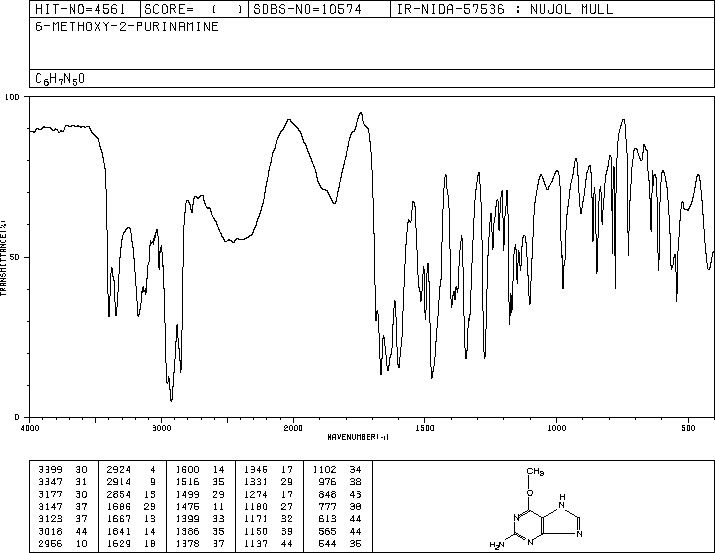 HIT-NO=4561 SCORE= ( ) SDBS-NO=10574 IR-NIDA-57536 : NUJOL MULL
6-METHOXY-2-PURINAMINE
C6H7N5O
100
50
0
TRANSMITTANCE(%)
4000 3000 2000 1500 1000 500
WAVENUMBER(-1)
3399 30 2924 4 1600 14 1346 17 1102 34
3347 31 2914 9 1516 35 1331 29 976 38
3177 30 2854 13 1499 29 1274 17 848 43
3147 37 1686 29 1475 11 1180 27 777 38
3123 37 1667 13 1399 33 1171 32 613 44
3018 44 1641 14 1386 35 1150 39 565 44
2956 10 1629 18 1378 37 1137 44 544 35
CH3
O
H
N
N
N
N
H2N